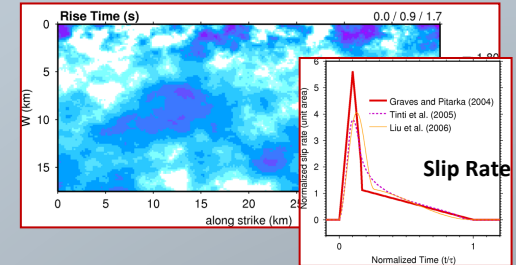 Rise Time (s)
0.0 / 0.9 / 1.7
W (km)
0
5
10
15
0 5 10 15 20
along strike (km)
6
5
4
3
2
1
0
Normalized slip rate (unit area)
Graves and Pitarka (2004)
Tinti et al. (2005)
Liu et al. (2006)
Slip Rate
0 1
Normalized Time (t/τ)